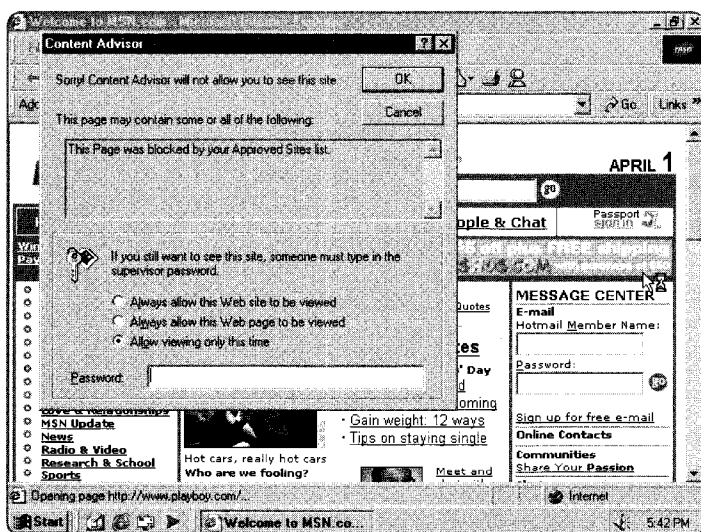 Welcome to MSN.com
Content Advisor
Sorry! Content Advisor will not allow you to see this site
OK
Cancel
This page may contain some or all of the following:
This Page was blocked by your Approved Sites list.
If you still want to see this site, someone must type in the
supervisor password.
Always allow this Web site to be viewed
Always allow this Web page to be viewed
Allow viewing only this time
Password:
msn
Go
Links »
APRIL 1
go
& Chat
Passport
sign in
MESSAGE CENTER
E-mail
Hotmail Member Name:
Password:
go
Sign up for free e-mail
Online Contacts
Communities
Share Your Passion
Quotes
Day
Gain weight: 12 ways
Tips on staying single
Love & Relationships
MSN Update
News
Radio & Video
Research & School
Sports
Hot cars, really hot cars
Who are we fooling?
Meet and
Opening page http://www.playboy.com/...
Internet
Start
Welcome to MSN.co...
5:42 PM